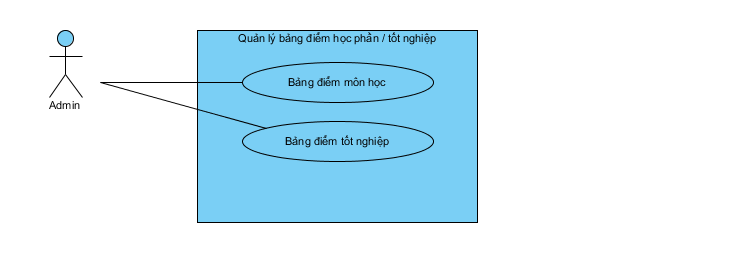 Quản lý bảng điểm học phần / tốt nghiệp
Bảng điểm môn học
Admin
Bảng điểm tốt nghiệp